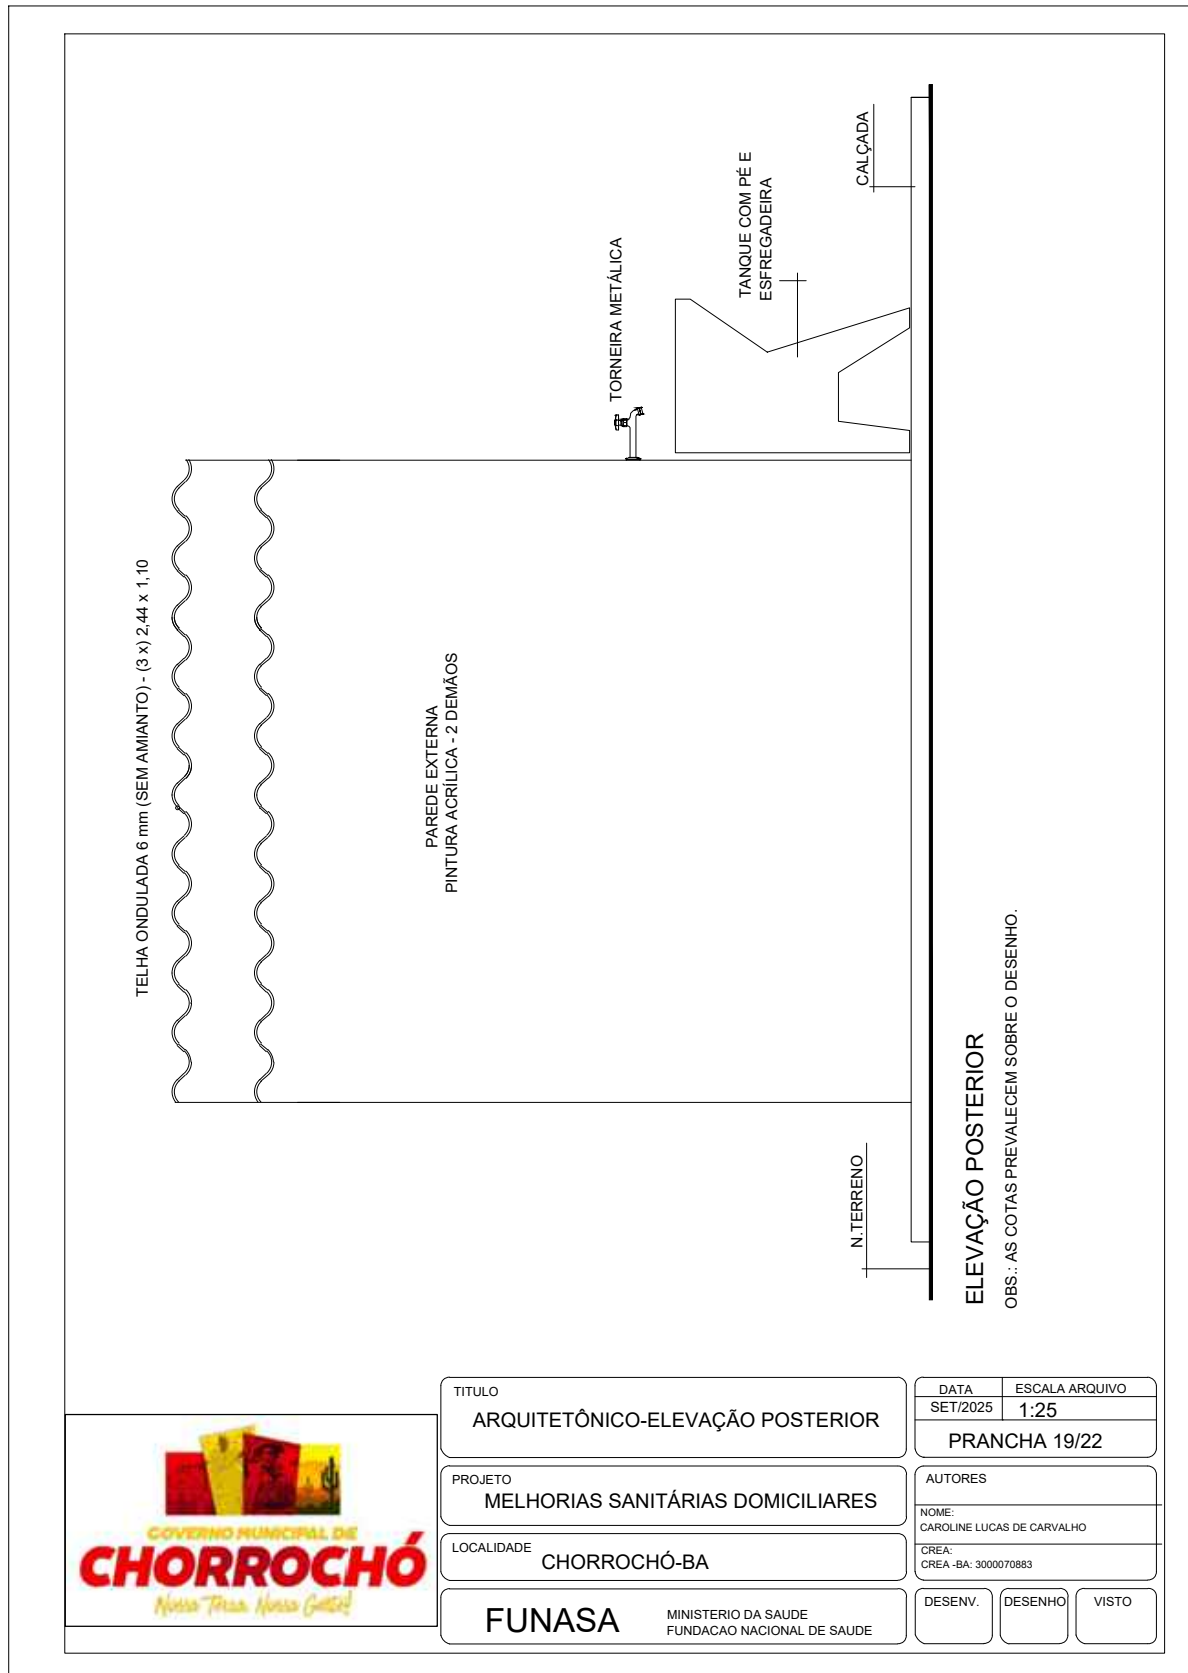 TELHA ONDULADA 6 mm (SEM AMIANTO) - (3 x) 2,44 x 1,10
PAREDE EXTERNA
PINTURA ACRÍLICA - 2 DEMÃOS
TORNEIRA METÁLICA
TANQUE COM PÉ E
ESFREGADEIRA
CALÇADA
N.TERRENO
ELEVAÇÃO POSTERIOR
OBS.: AS COTAS PREVALECEM SOBRE O DESENHO.
GOVERNO MUNICIPAL DE
CHORROCHÓ
Nossa Terra, Nossa Gente!
TITULO
ARQUITETÔNICO-ELEVAÇÃO POSTERIOR
PROJETO
MELHORIAS SANITÁRIAS DOMICILIARES
LOCALIDADE
CHORROCHÓ-BA
FUNASA
MINISTERIO DA SAUDE
FUNDACAO NACIONAL DE SAUDE
DATA
SET/2025
ESCALA ARQUIVO
1:25
PRANCHA 19/22
AUTORES
NOME:
CAROLINE LUCAS DE CARVALHO
CREA:
CREA -BA: 3000070883
DESENV.
DESENHO
VISTO